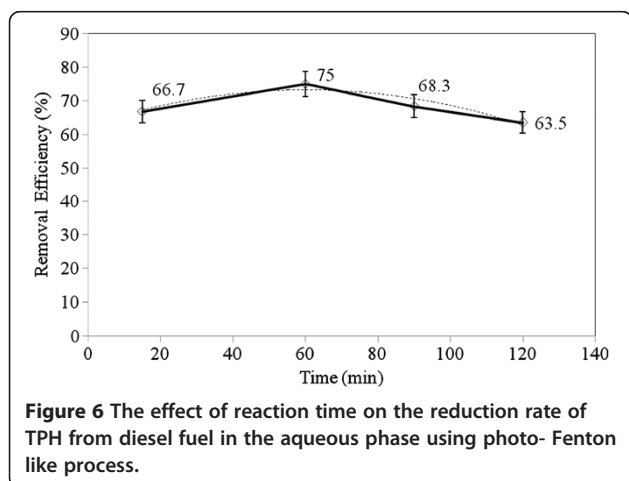 90
80
70
60
50
40
30
20
10
0
Removal Efficiency (%)
66.7
75
68.3
63.5
0 20 40 60 80 100 120 140
Time (min)
Figure 6 The effect of reaction time on the reduction rate of
TPH from diesel fuel in the aqueous phase using photo- Fenton
like process.